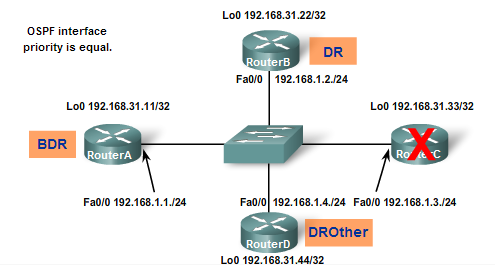 OSPF interface
priority is equal.
Lo0 192.168.31.22/32
RouterB
DR
Fa0/0 192.168.1.2./24
Lo0 192.168.31.11/32
BDR
RouterA
Fa0/0 192.168.1.1./24
Lo0 192.168.31.33/32
RouterC
Fa0/0 192.168.1.3./24
Fa0/0 192.168.1.4./24
RouterD
DROther
Lo0 192.168.31.44/32